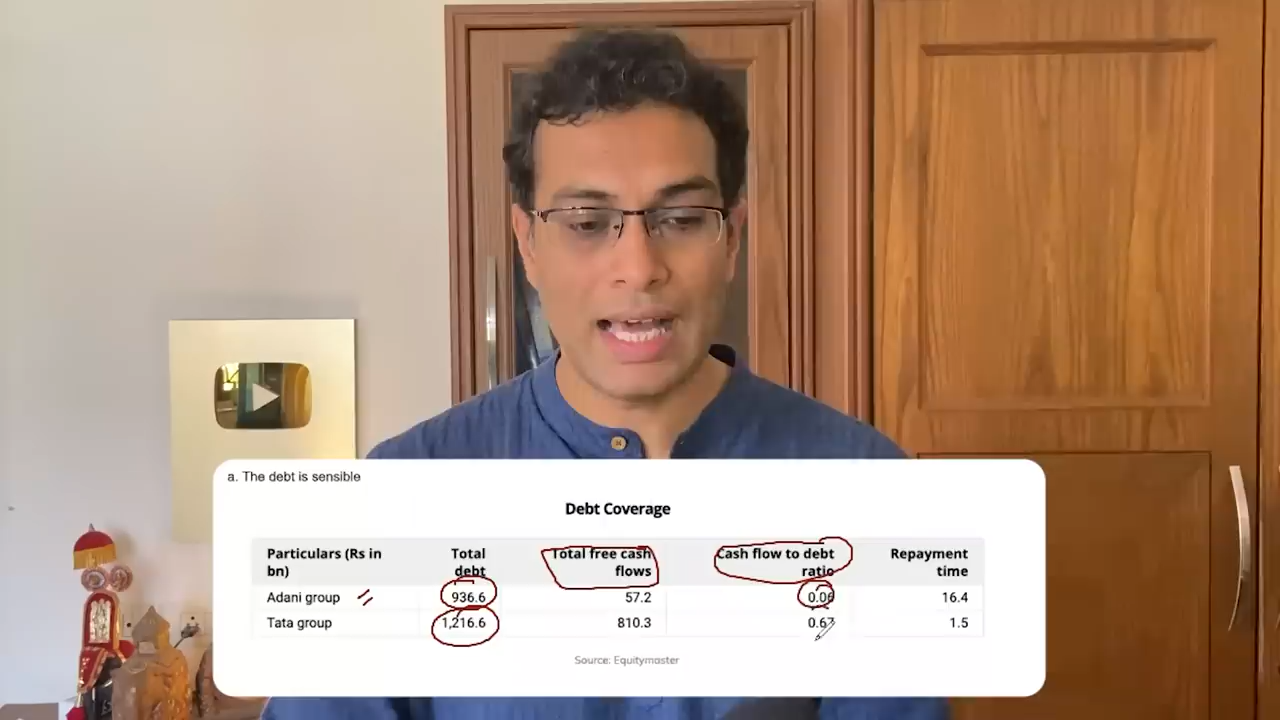 a. The debt is sensible
Debt Coverage
Particulars (Rs in bn) Total debt Total free cash flows Cash flow to debt ratio Repayment time
Adani group 936.6 57.2 0.06 16.4
Tata group 1,216.6 810.3 0.67 1.5
Source: Equitymaster